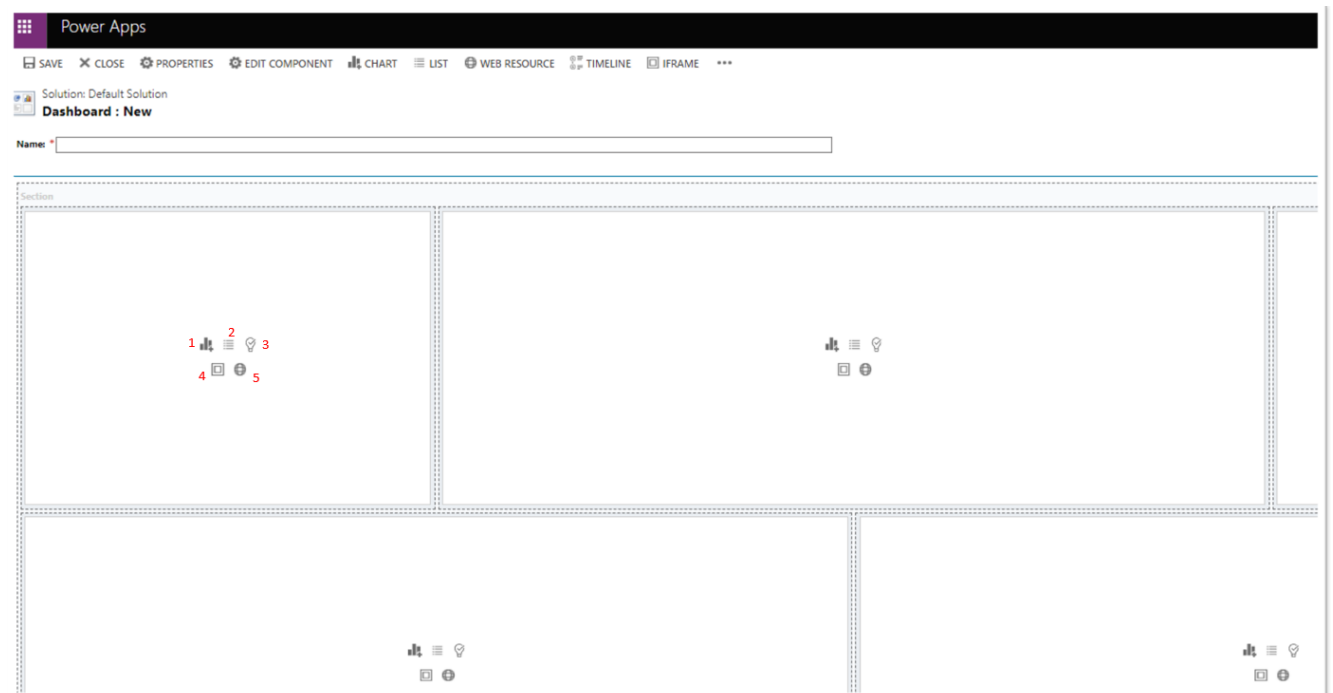 Power Apps
SAVE CLOSE PROPERTIES EDIT COMPONENT CHART LIST WEB RESOURCE TIMELINE IFRAME •••
Solution: Default Solution
Dashboard : New
Name: *
Section
2
1 3
4 5